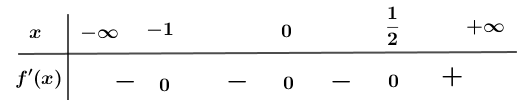 x −∞ −1 0 1/2 +∞
f′(x) − 0 − 0 − 0 +